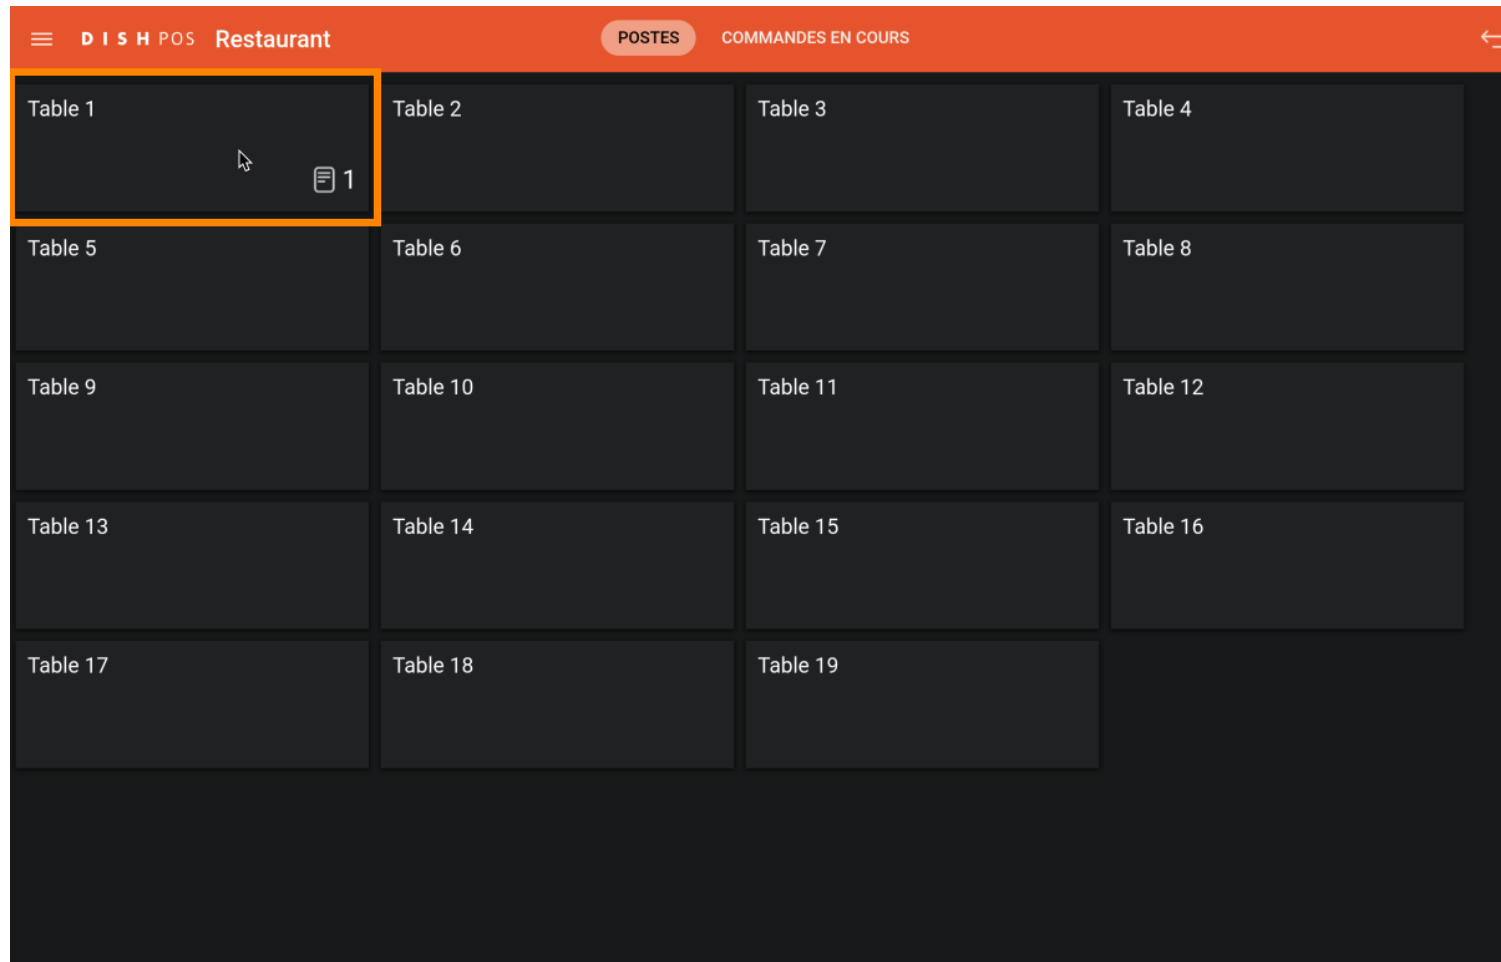 DISH POS Restaurant POSTES COMMANDES EN COURS
Table 1 Table 2 Table 3 Table 4
1
Table 5 Table 6 Table 7 Table 8
Table 9 Table 10 Table 11 Table 12
Table 13 Table 14 Table 15 Table 16
Table 17 Table 18 Table 19